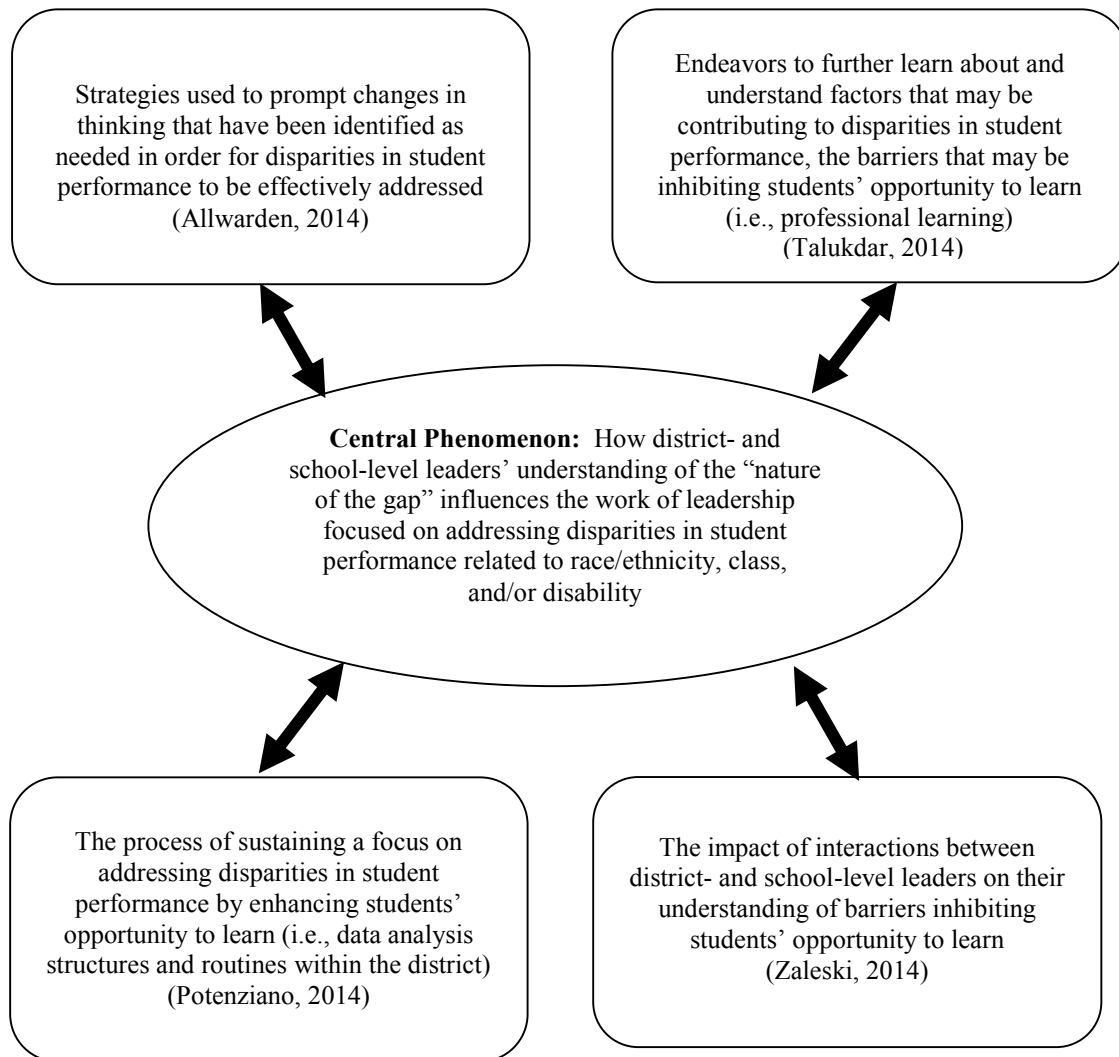 Strategies used to prompt changes in
thinking that have been identified as
needed in order for disparities in student
performance to be effectively addressed
(Allwarden, 2014)
Endeavors to further learn about and
understand factors that may be
contributing to disparities in student
performance, the barriers that may be
inhibiting students’ opportunity to learn
(i.e., professional learning)
(Talukdar, 2014)
Central Phenomenon: How district- and
school-level leaders’ understanding of the “nature
of the gap” influences the work of leadership
focused on addressing disparities in student
performance related to race/ethnicity, class,
and/or disability
The process of sustaining a focus on
addressing disparities in student
performance by enhancing students’
opportunity to learn (i.e., data analysis
structures and routines within the district)
(Potenziano, 2014)
The impact of interactions between
district- and school-level leaders on their
understanding of barriers inhibiting
students’ opportunity to learn
(Zaleski, 2014)